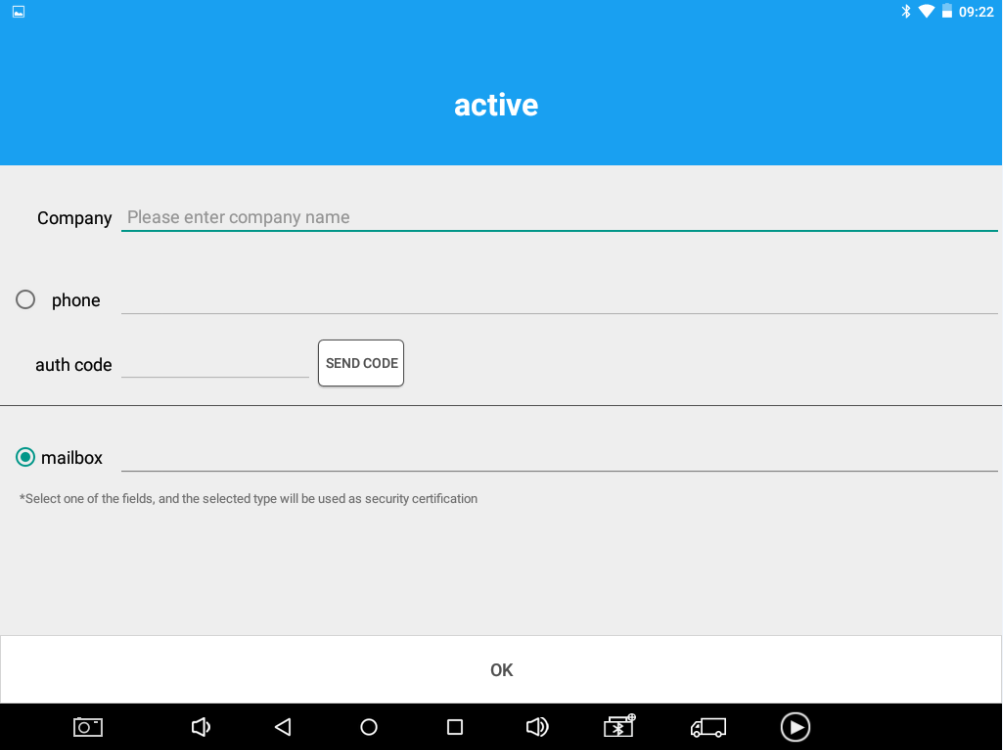 09:22
active
Company Please enter company name
phone
auth code SEND CODE
mailbox
*Select one of the fields, and the selected type will be used as security certification
OK